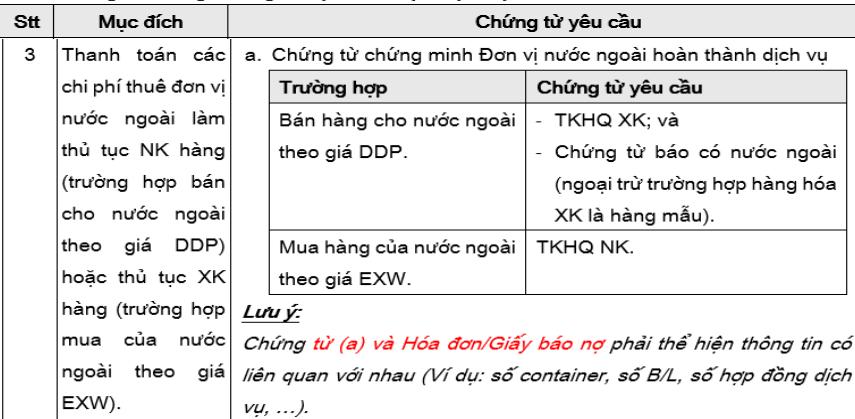 Stt Mục đích Chứng từ yêu cầu
3
Thanh toán các
chi phí thuê đơn vị
nước ngoài làm
thủ tục NK hàng
(trường hợp bán
cho nước ngoài
theo giá DDP)
hoặc thủ tục XK
hàng (trường hợp
mua của nước
ngoài theo giá
EXW).
a. Chứng từ chứng minh Đơn vị nước ngoài hoàn thành dịch vụ
Trường hợp Chứng từ yêu cầu
Bán hàng cho nước ngoài
theo giá DDP.
- TKHQ XK; và
- Chứng từ báo có nước ngoài
(ngoại trừ trường hợp hàng hóa
XK là hàng mẫu).
Mua hàng của nước ngoài
theo giá EXW.
TKHQ NK.
Lưu ý:
Chứng từ (a) và Hóa đơn/Giấy báo nợ phải thể hiện thông tin có
liên quan với nhau (Ví dụ: số container, số B/L, số hợp đồng dịch
vụ, ...).